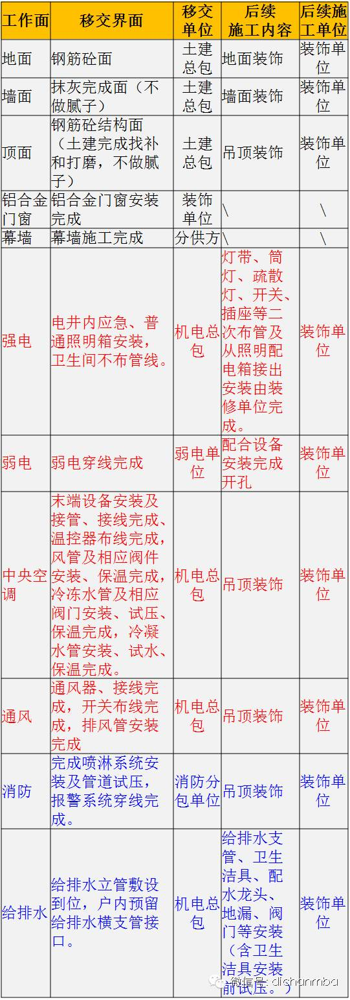 工作面
移交界面
移交
单位
后续
施工内容
后续施
工单位
地面
钢筋砼面
土建
总包
地面装饰
装饰单
位
墙面
抹灰完成面（不
做腻子）
土建
总包
墙面装饰
装饰单
位
顶面
钢筋砼结构面
（土建完成找补
和打磨，不做腻
子）
土建
总包
吊顶装饰
装饰单
位
铝合金
门窗
铝合金门窗安装
完成
装饰
单位
\
\
幕墙
幕墙施工完成
分供方
\
\
强电
电井内应急、普
通照明箱安装，
卫生间不布管线。
机电总
包
灯带、筒
灯、疏散
灯、开关、
插座等二
次布管及
从照明配
电箱接出
安装由装
修单位完
成。
装饰单
位
弱电
弱电穿线完成
弱电单
位
配合设备
安装完成
开孔
装饰单
位
中央空
调
末端设备安装及
接管、接线完成、
温控器布线完成，
风管及相应阀件
安装、保温完成，
冷冻水管及相应
阀门安装、试压、
保温完成，冷凝
水管安装、试水、
保温完成。
机电总
包
吊顶装饰
装饰单
位
通风
通风器、接线完
成，开关布线完
成，排风管安装
完成
机电总
包
吊顶装饰
装饰单
位
消防
完成喷淋系统安
装及管道试压，
报警系统穿线完
成。
消防分
包单位
吊顶装饰
装饰单
位
给排水
给排水立管敷设
到位，户内预留
给排水横支管接
口。
机电总
包
给排水支
管、卫生
洁具、配
水龙头、
地漏、阀
门等安装
（含卫生
洁具安装
前试压。）
装饰单
位
微信号: dichanmba